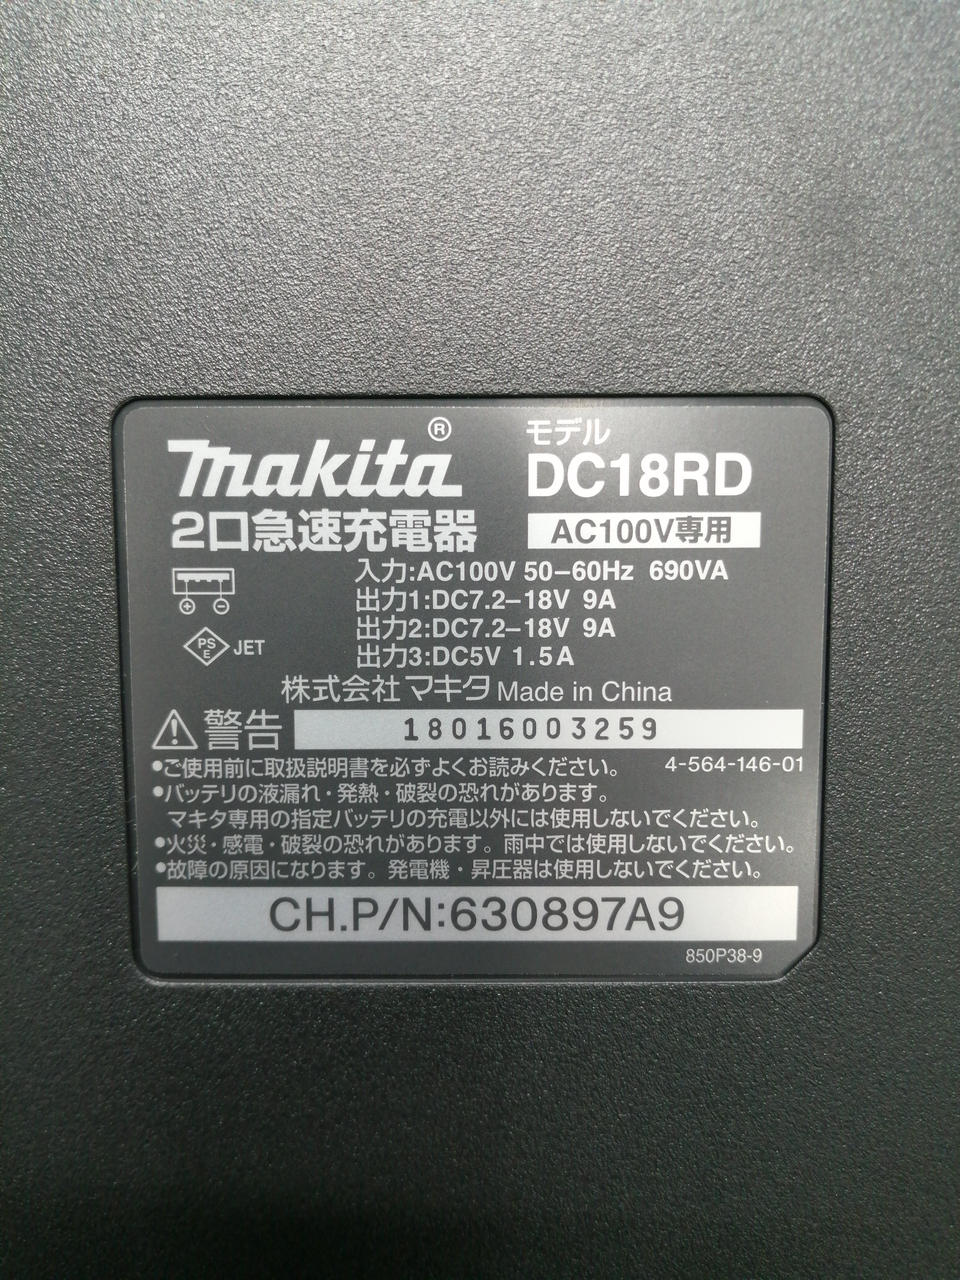 makita®
モデル
DC18RD
2口急速充電器
AC100V専用
入力:AC100V 50–60Hz 690VA
出力1:DC7.2–18V 9A
出力2:DC7.2–18V 9A
出力3:DC5V 1.5A
PS
E
JET
株式会社マキタ Made in China
警告
18016003259
•ご使用前に取扱説明書を必ずよくお読みください。 4-564-146-01
•バッテリの液漏れ・発熱・破裂の恐れがあります。
マキタ専用の指定バッテリの充電以外には使用しないでください。
•火災・感電・破裂の恐れがあります。雨中では使用しないでください。
•故障の原因になります。発電機・昇圧器は使用しないでください。
CH.P/N:630897A9
850P38-9